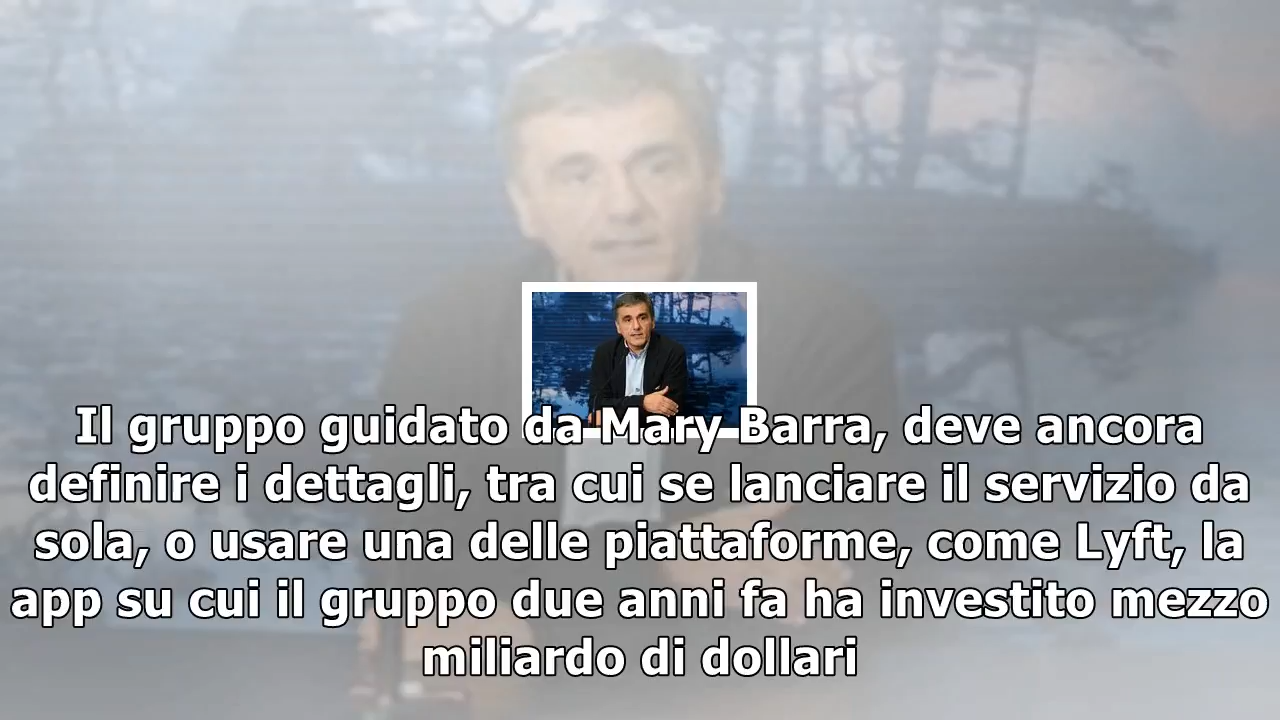 Il gruppo guidato da Mary Barra, deve ancora
definire i dettagli, tra cui se lanciare il servizio da
sola, o usare una delle piattaforme, come Lyft, la
app su cui il gruppo due anni fa ha investito mezzo
miliardo di dollari